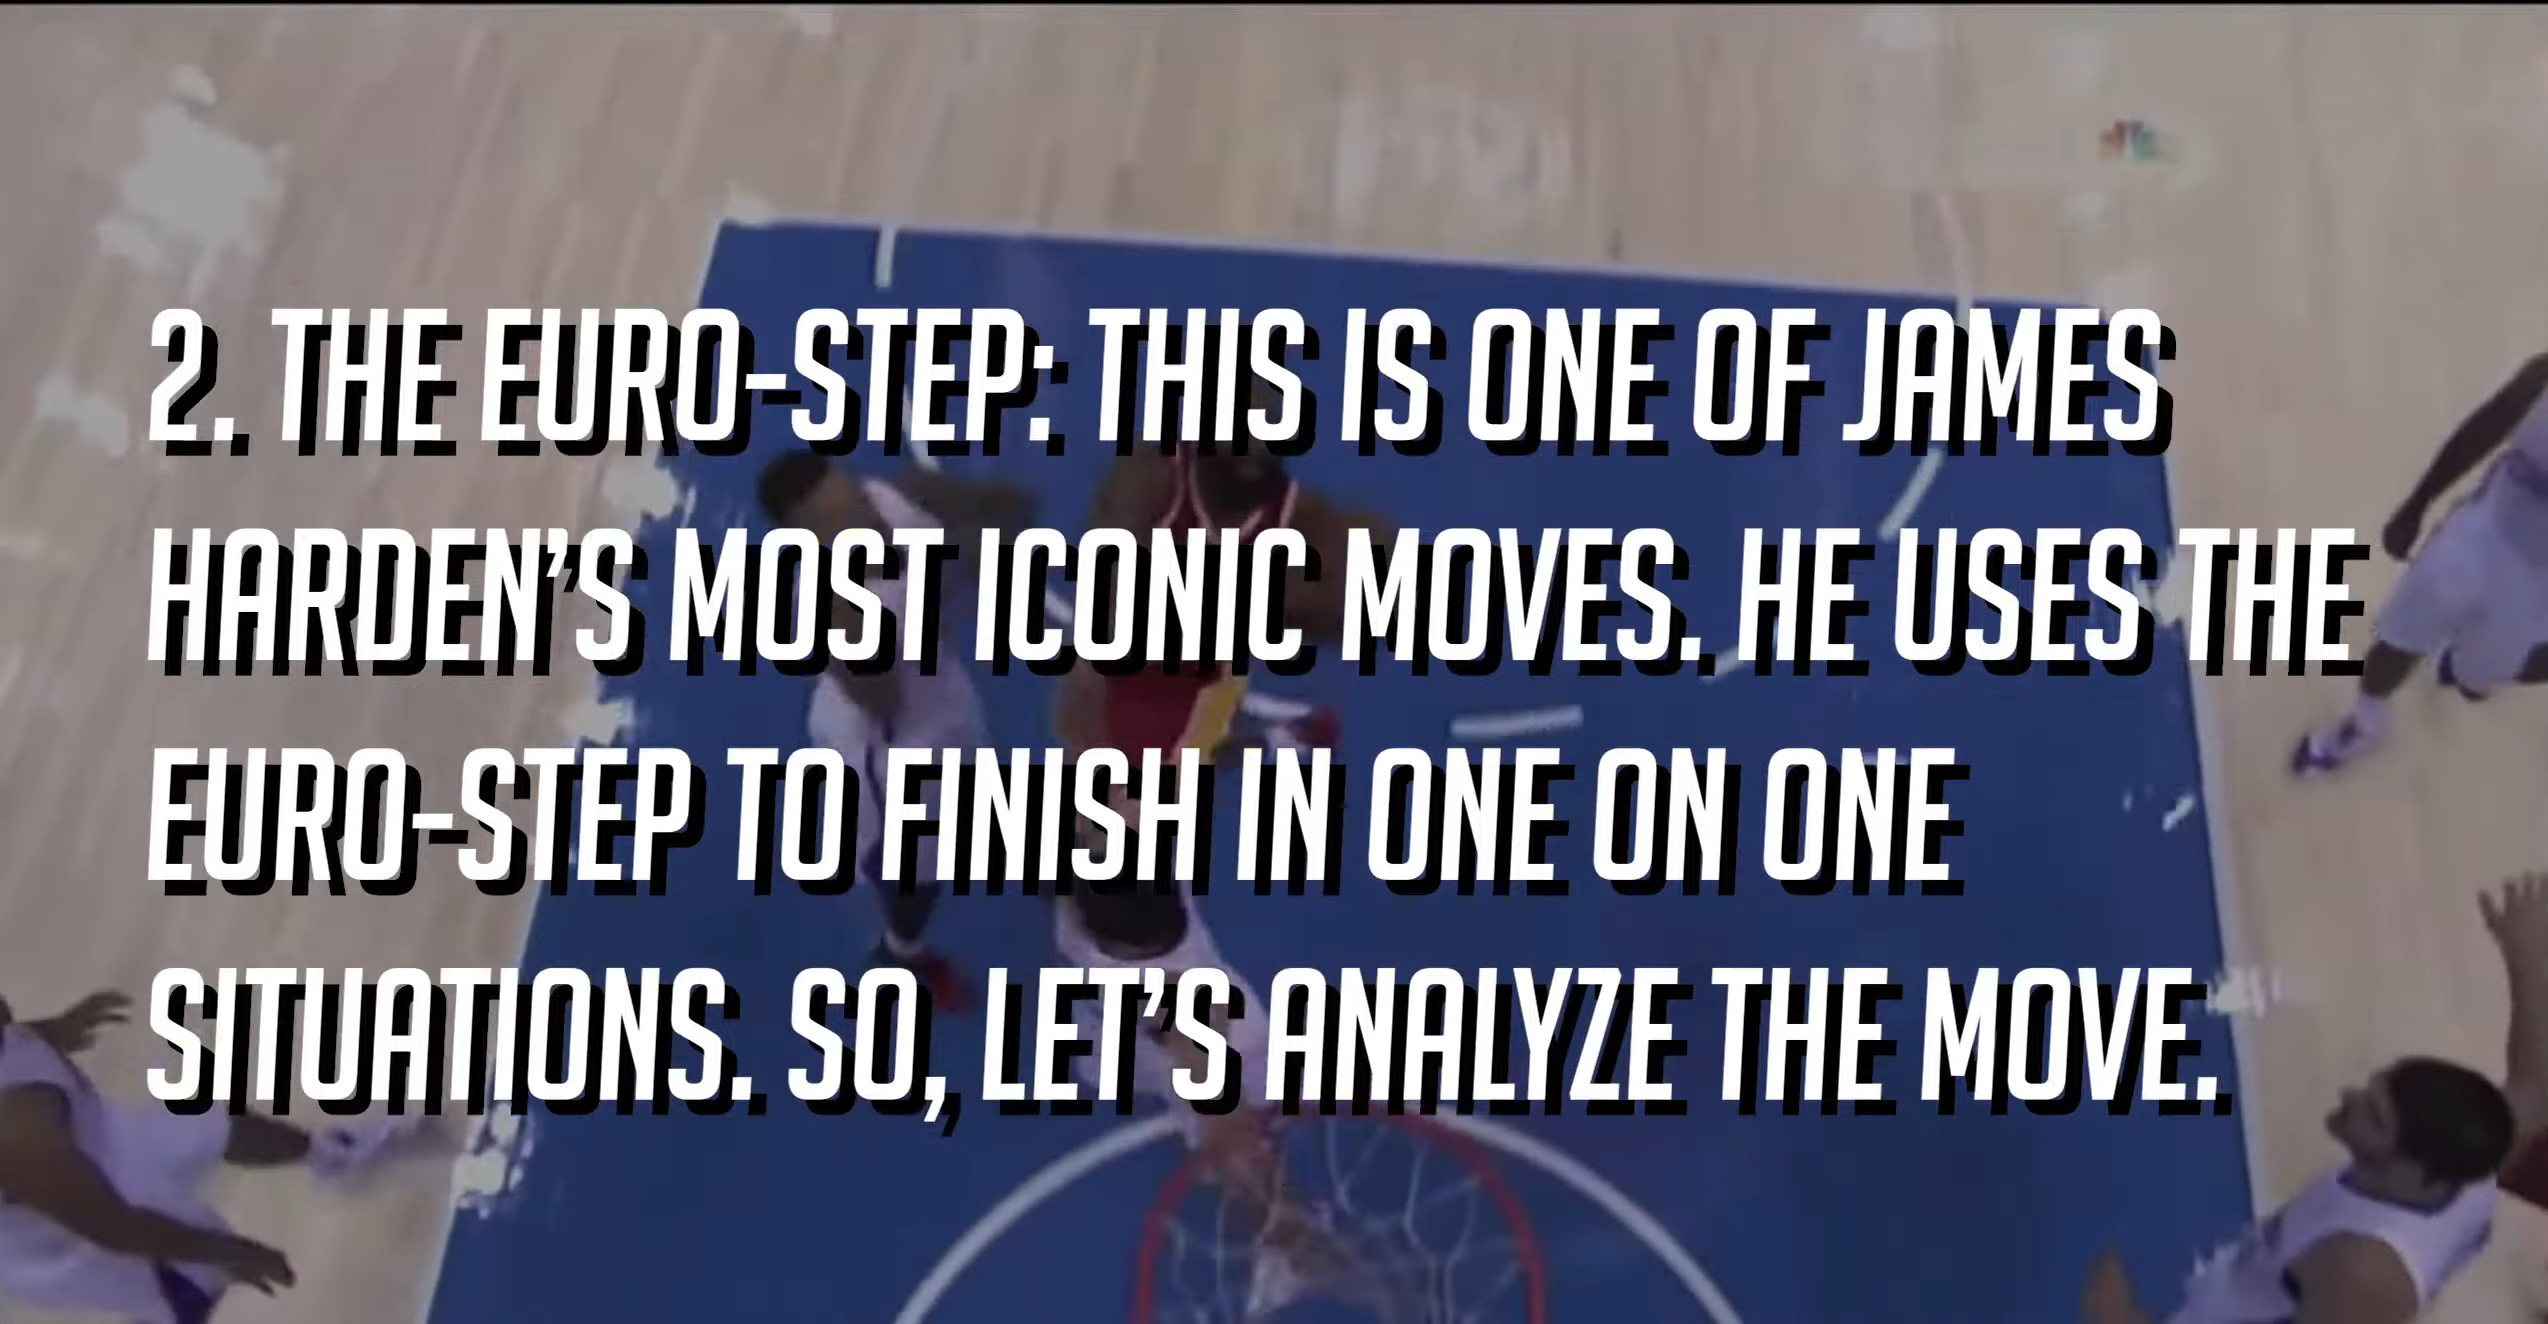 2. THE EURO-STEP: THIS IS ONE OF JAMES
HARDEN'S MOST ICONIC MOVES. HE USES THE
EURO-STEP TO FINISH IN ONE ON ONE
SITUATIONS. SO, LET'S ANALYZE THE MOVE.